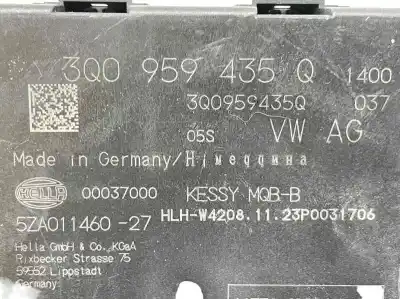 3Q0 959 435 Q 1400
3Q0959435Q 037
05S VW AG
Made in Germany/Німеччина
HELLA 00037000 KESSY MQB-B
5ZA011460-27 HLH-W4208.11.23P0031706
Hella GmbH & Co. KGaA
Rixbecker Strasse 75
59552 Lippstadt
Germany